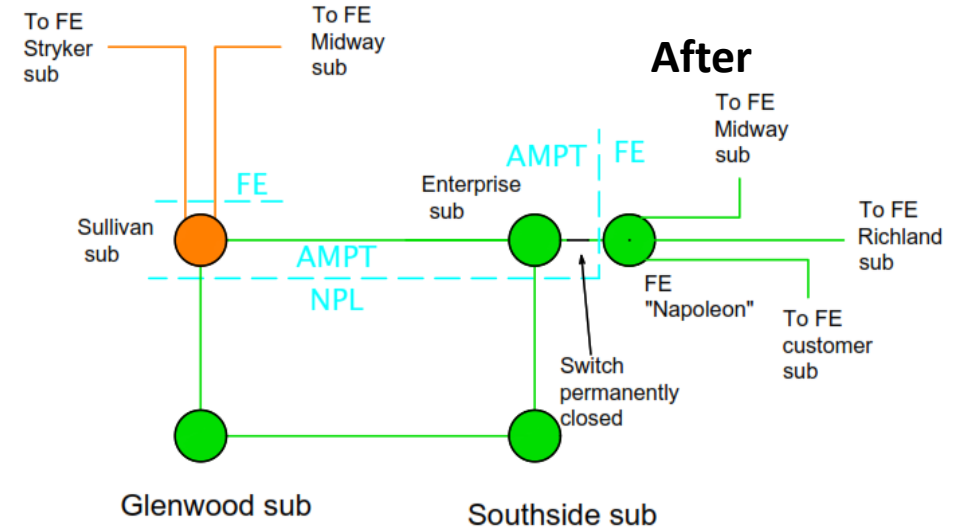 To FE
Stryker
sub
To FE
Midway
sub
After
To FE
Midway
sub
AMPT
FE
Enterprise
sub
FE
Sullivan
sub
To FE
Richland
sub
AMPT
NPL
FE
"Napoleon"
To FE
customer
sub
Switch
permanently
closed
Glenwood sub
Southside sub